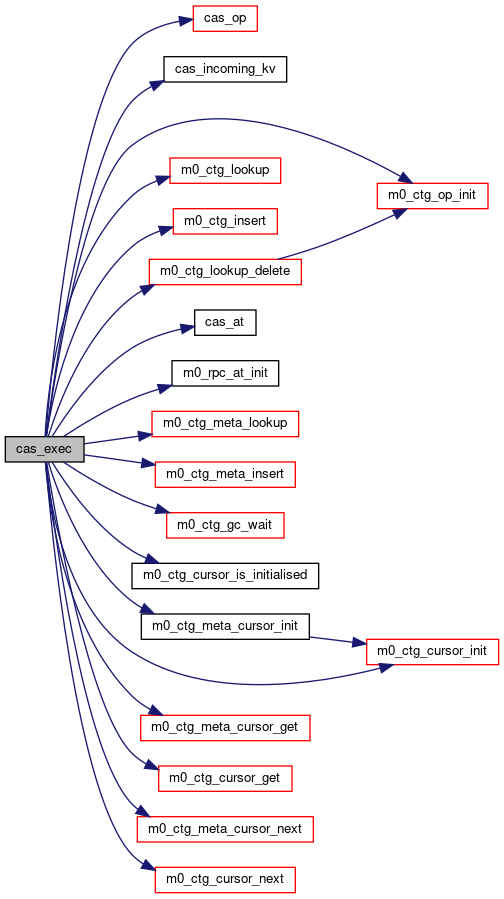 cas_op
cas_incoming_kv
m0_ctg_lookup
m0_ctg_op_init
m0_ctg_insert
m0_ctg_lookup_delete
cas_at
m0_rpc_at_init
m0_ctg_meta_lookup
cas_exec
m0_ctg_meta_insert
m0_ctg_gc_wait
m0_ctg_cursor_is_initialised
m0_ctg_meta_cursor_init
m0_ctg_cursor_init
m0_ctg_meta_cursor_get
m0_ctg_cursor_get
m0_ctg_meta_cursor_next
m0_ctg_cursor_next